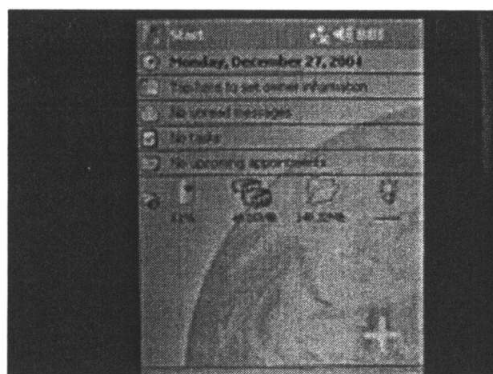 Start
Monday, December 27, 2004
Tap here to set owner information
No unread messages
No tasks
No upcoming appointments